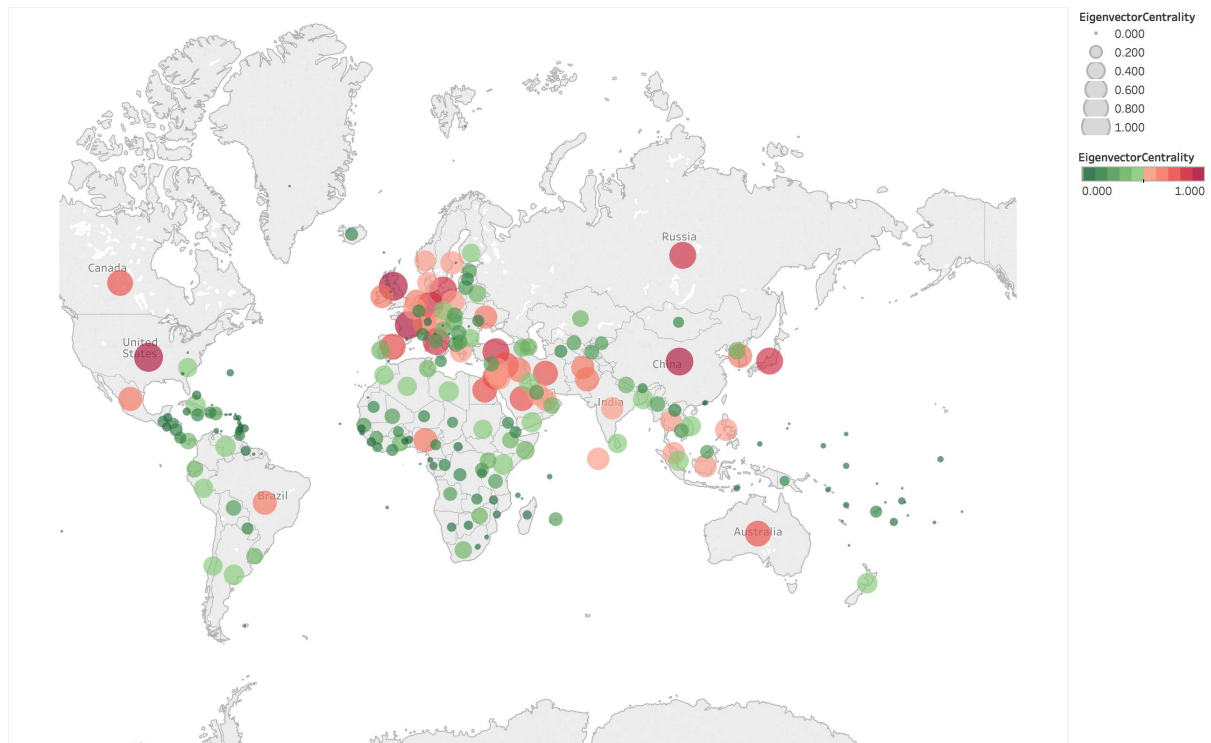 EigenvectorCentrality
0.000
0.200
0.400
0.600
0.800
1.000
EigenvectorCentrality
0.000 1.000
Russia
Canada
United
States
China
India
Brazil
Australia